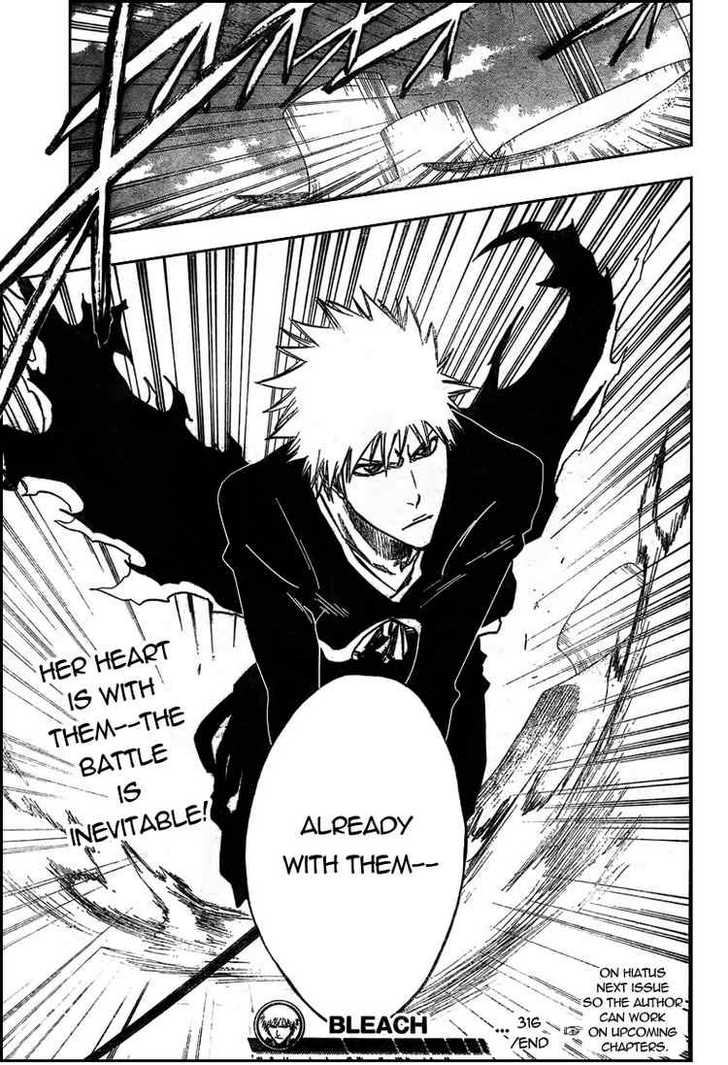 HER HEART
IS WITH
THEM--THE
BATTLE
IS
INEVITABLE!
ALREADY
WITH THEM--
BLEACH
... 316
/END
ON HIATUS
NEXT ISSUE
SO THE AUTHOR
CAN WORK
ON UPCOMING
CHAPTERS.